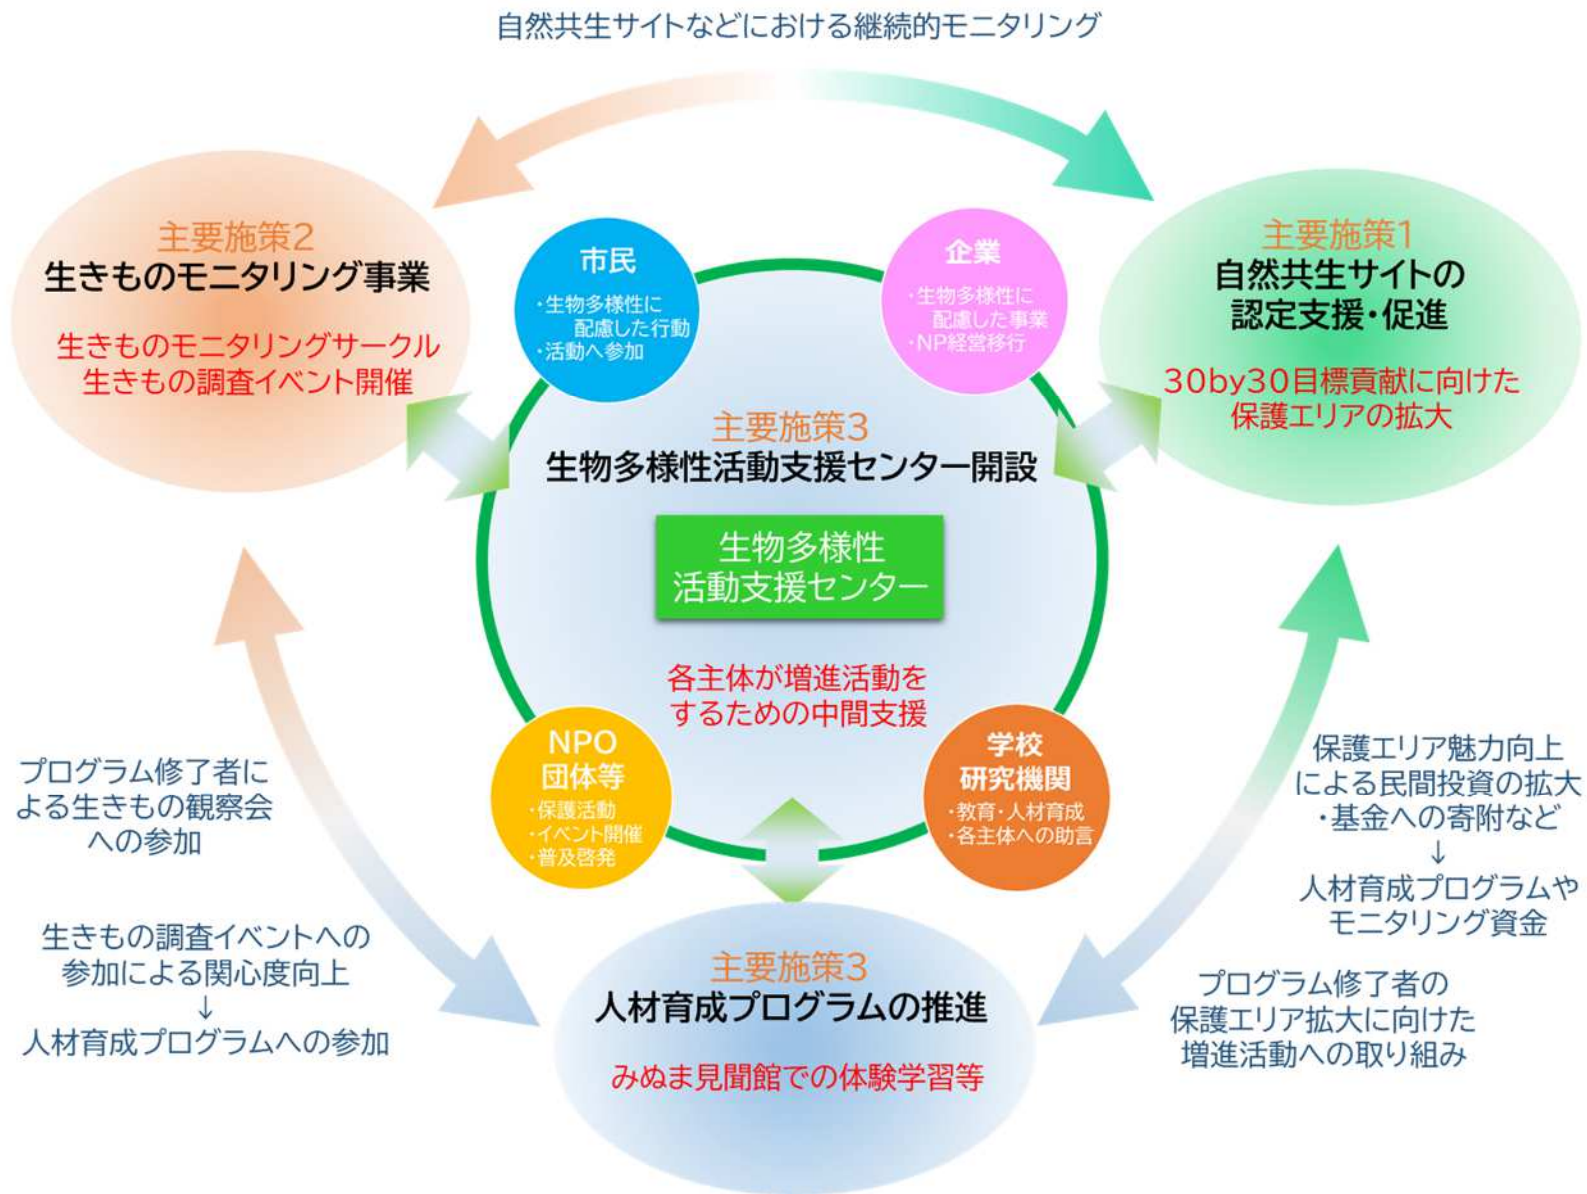 自然共生サイトなどにおける継続的モニタリング
主要施策2
生きものモニタリング事業
生きものモニタリングサークル
生きもの調査イベント開催
市民
・生物多様性に
配慮した行動
・活動へ参加
企業
・生物多様性に
配慮した事業
・NP経営移行
主要施策1
自然共生サイトの
認定支援・促進
30by30目標貢献に向けた
保護エリアの拡大
主要施策3
生物多様性活動支援センター開設
生物多様性
活動支援センター
各主体が増進活動を
するための中間支援
NPO
団体等
・保護活動
・イベント開催
・普及啓発
学校
研究機関
・教育・人材育成
・各主体への助言
プログラム修了者に
よる生きもの観察会
への参加
生きもの調査イベントへの
参加による関心度向上
↓
人材育成プログラムへの参加
保護エリア魅力向上
による民間投資の拡大
・基金への寄附など
↓
人材育成プログラムや
モニタリング資金
プログラム修了者の
保護エリア拡大に向けた
増進活動への取り組み
主要施策3
人材育成プログラムの推進
みぬま見聞館での体験学習等